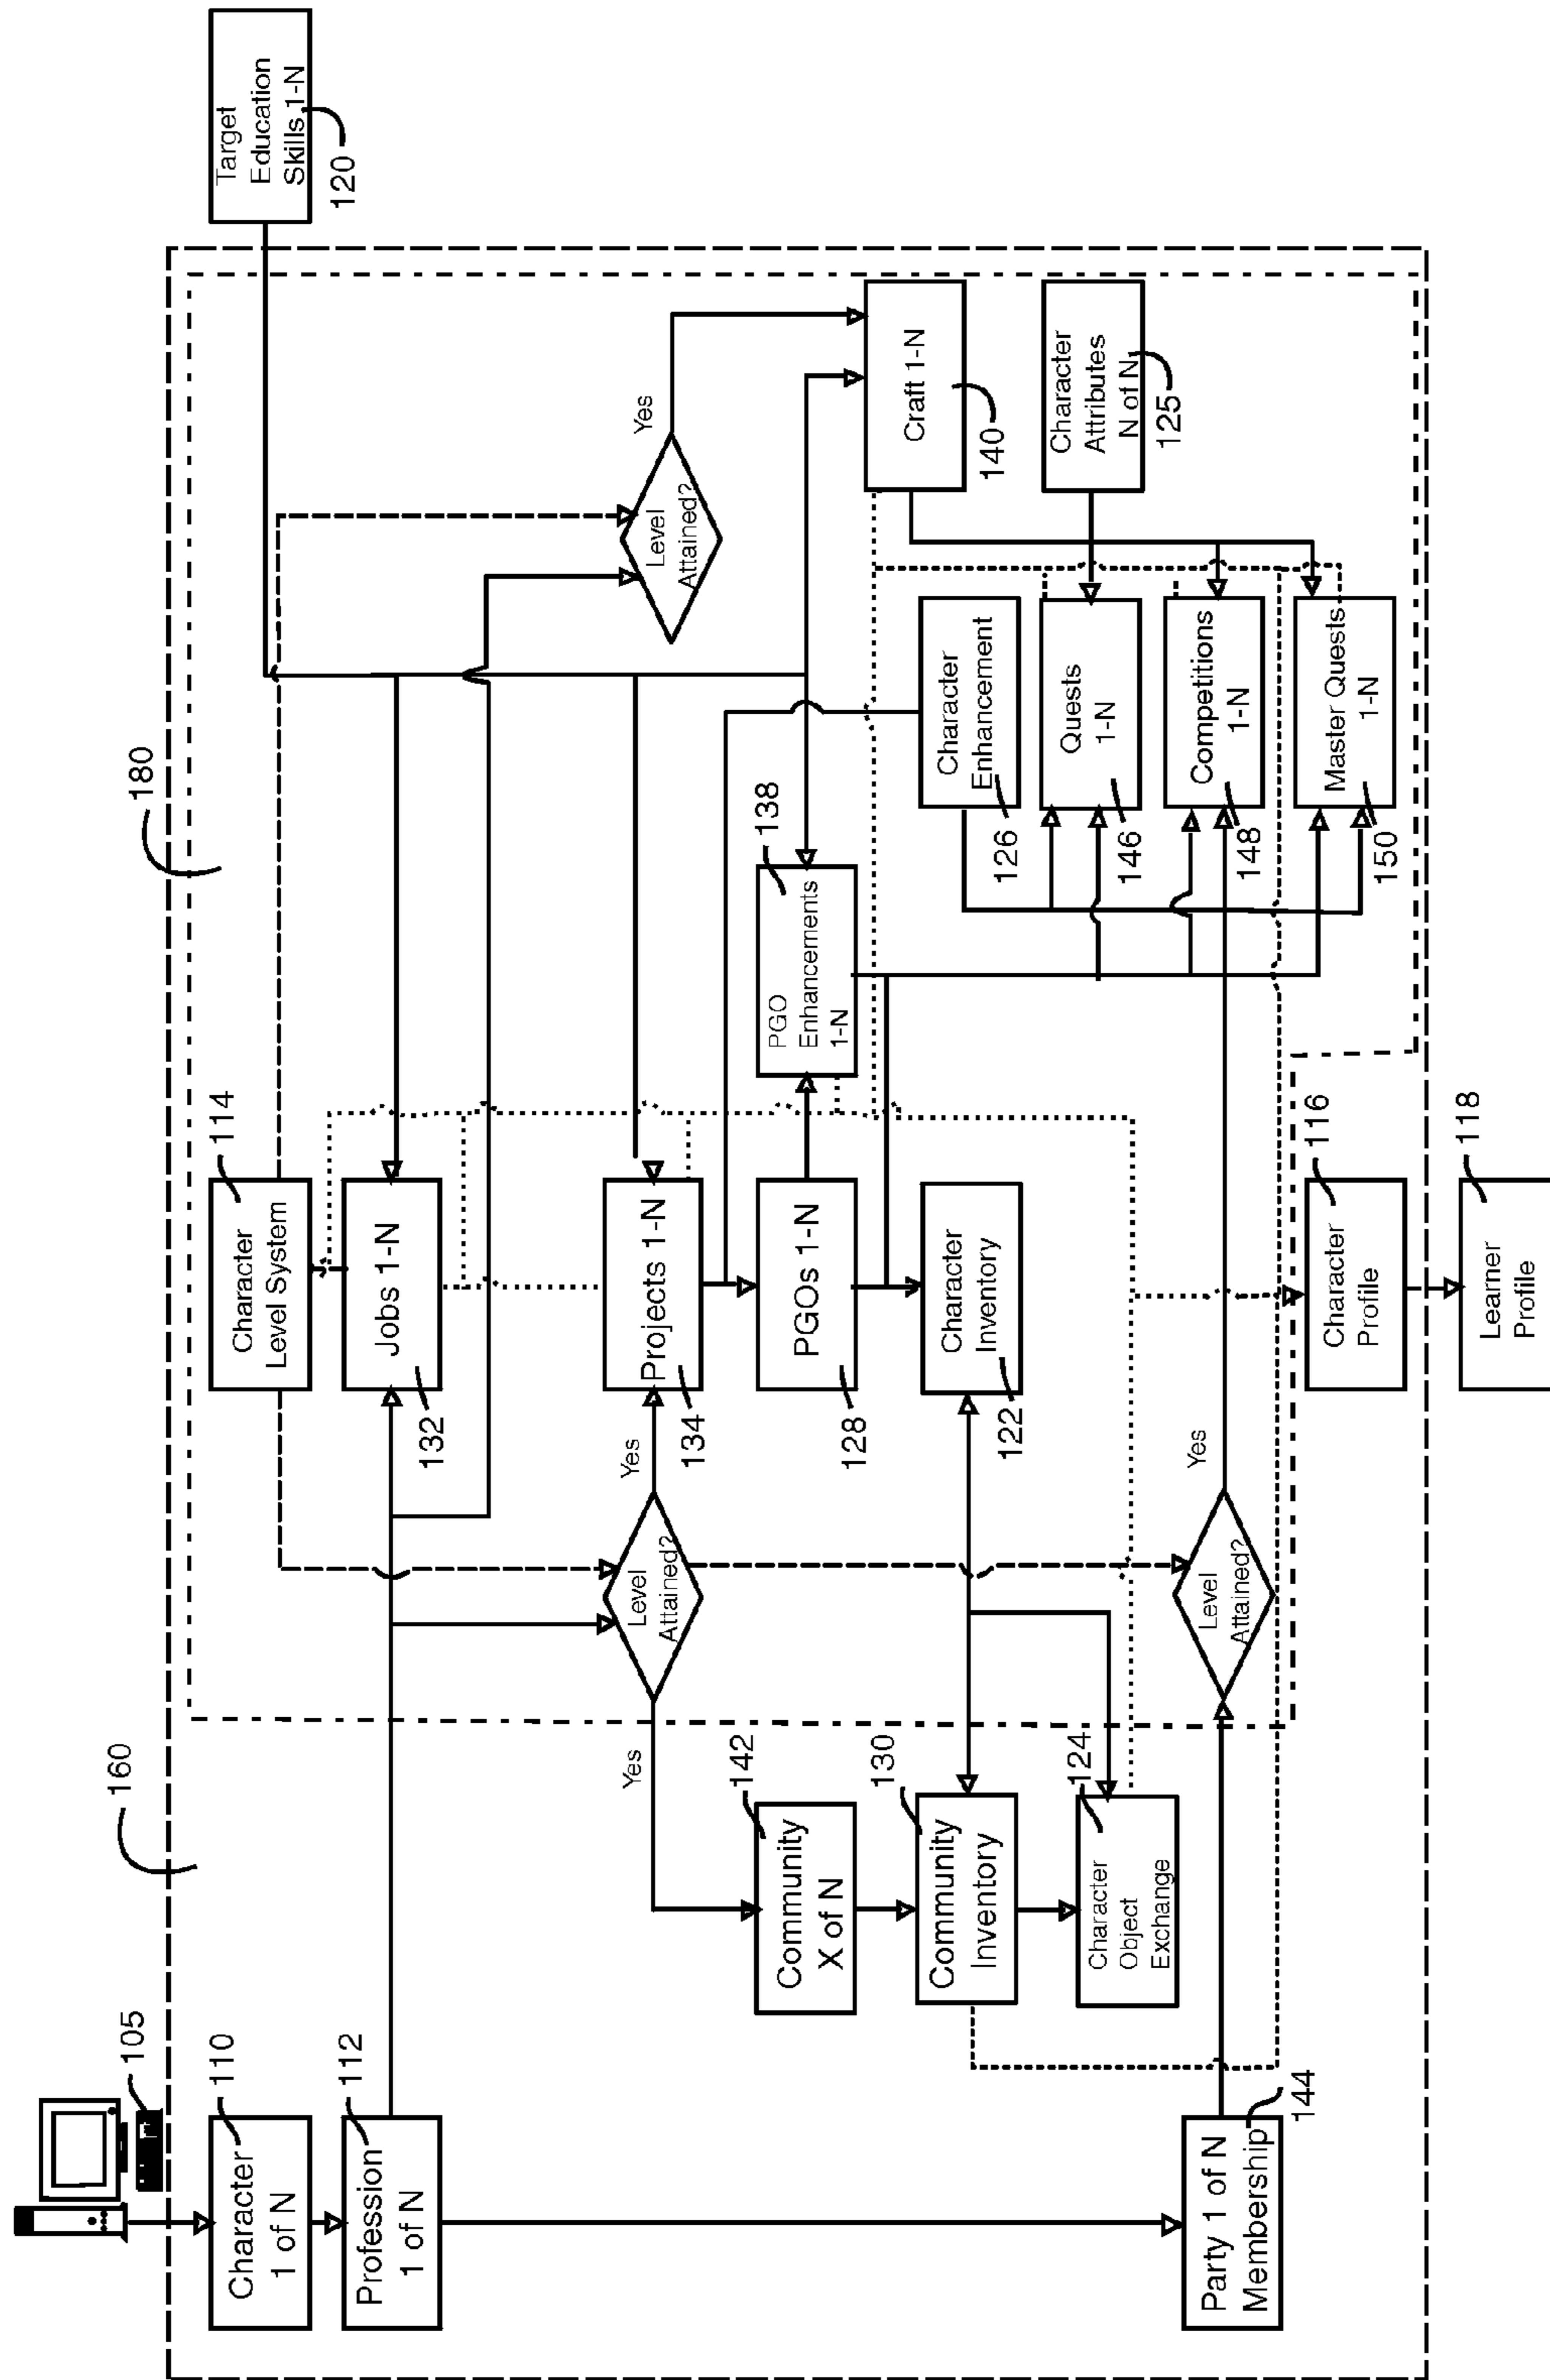 105
160
180
110
Character
1 of N
114
Character
Level System
Target
Education
Skills 1-N
120
112
Profession
1 of N
132
Jobs 1-N
Level
Attained?
Yes
Yes
Level
Attained?
Yes
134
Projects 1-N
142
Community
X of N
128
PGOs 1-N
138
PGO
Enhancements
1-N
Craft 1-N
140
130
Community
Inventory
122
Character
Inventory
126
Character
Enhancement
124
Character
Object
Exchange
146
Quests
1-N
Character
Attributes
N of N
125
148
Competitions
1-N
144
Party 1 of N
Membership
Level
Attained?
Yes
150
Master Quests
1-N
116
Character
Profile
118
Learner
Profile